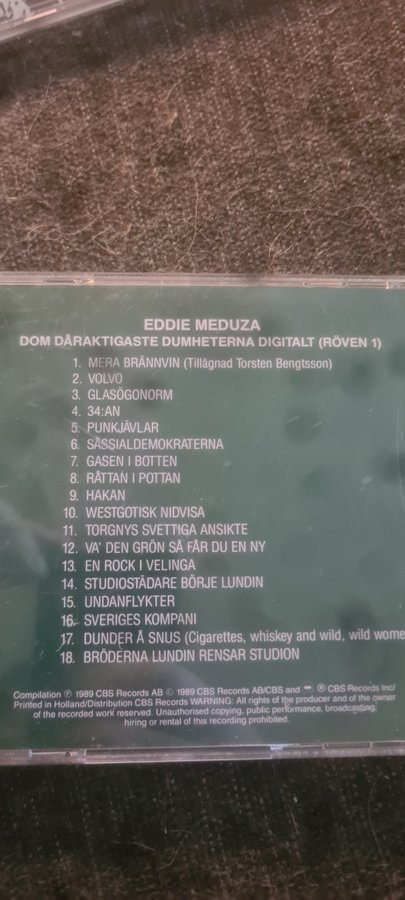 EDDIE MEDUZA
DOM DÅRAKTIGASTE DUMHETERNA DIGITALT (RÖVEN 1)
1. MERA BRÄNNVIN (Tillägnad Torsten Bengtsson)
2. VOLVO
3. GLASÖGONORM
4. 34:AN
5. PUNKJÄVLAR
6. SÅSSIALDEMOKRATERNA
7. GASEN I BOTTEN
8. RÅTTAN I POTTAN
9. HAKAN
10. WESTGOTISK NIDVISA
11. TORGNYS SVETTIGA ANSIKTE
12. VA' DEN GRÖN SÅ FÅR DU EN NY
13. EN ROCK I VELINGA
14. STUDIOSTÄDARE BÖRJE LUNDIN
15. UNDANFLYKTER
16. SVERIGES KOMPANI
17. DUNDER Å SNUS (Cigarettes, whiskey and wild, wild wome
18. BRÖDERNA LUNDIN RENSAR STUDION
Compilation ℗ 1989 CBS Records AB © 1989 CBS Records AB/CBS and ® CBS Records Inc/
Printed in Holland/Distribution CBS Records WARNING: All rights of the producer and of the owner
of the recorded work reserved. Unauthorised copying, public performance, broadcasting,
hiring or rental of this recording prohibited.